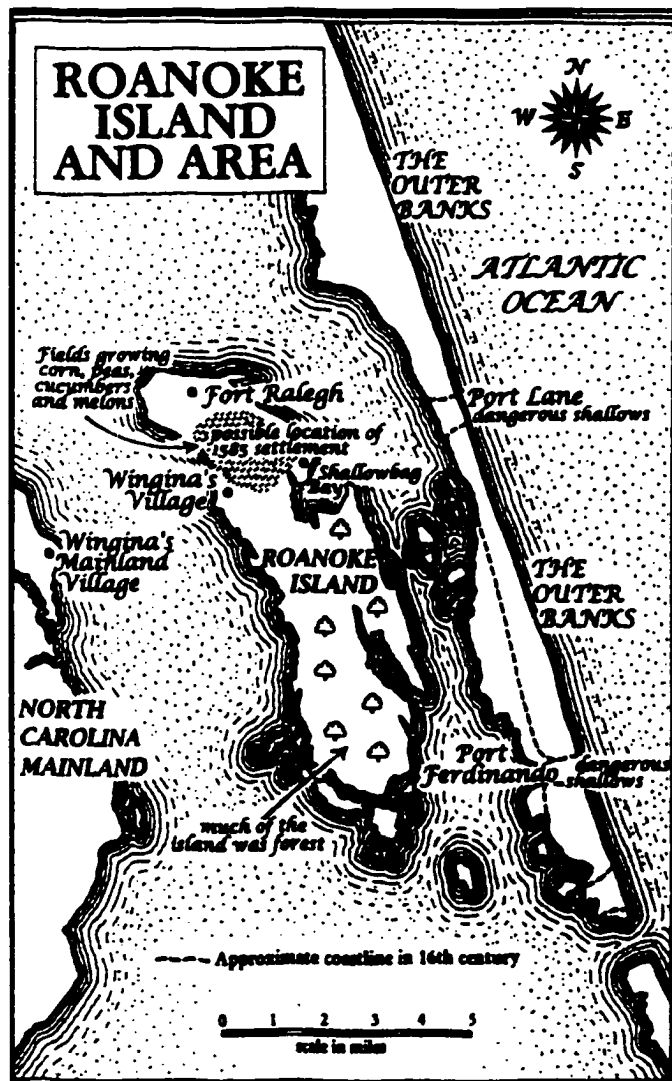 ROANOKE
ISLAND
AND AREA
N
W E
S
THE
OUTER
BANKS
ATLANTIC
OCEAN
Fields growing
corn, peas,
cucumbers
and melons
Fort Ralegh
Port Lane
dangerous shallows
possible location of
1585 settlement
Shallowbag
Bay
Wingina's
Village
Wingina's
Mainland
Village
ROANOKE
ISLAND
THE
OUTER
BANKS
NORTH
CAROLINA
MAINLAND
Port
Ferdinando
dangerous
shallows
much of the
island was forest
Approximate coastline in 16th century
0 1 2 3 5
scale in miles